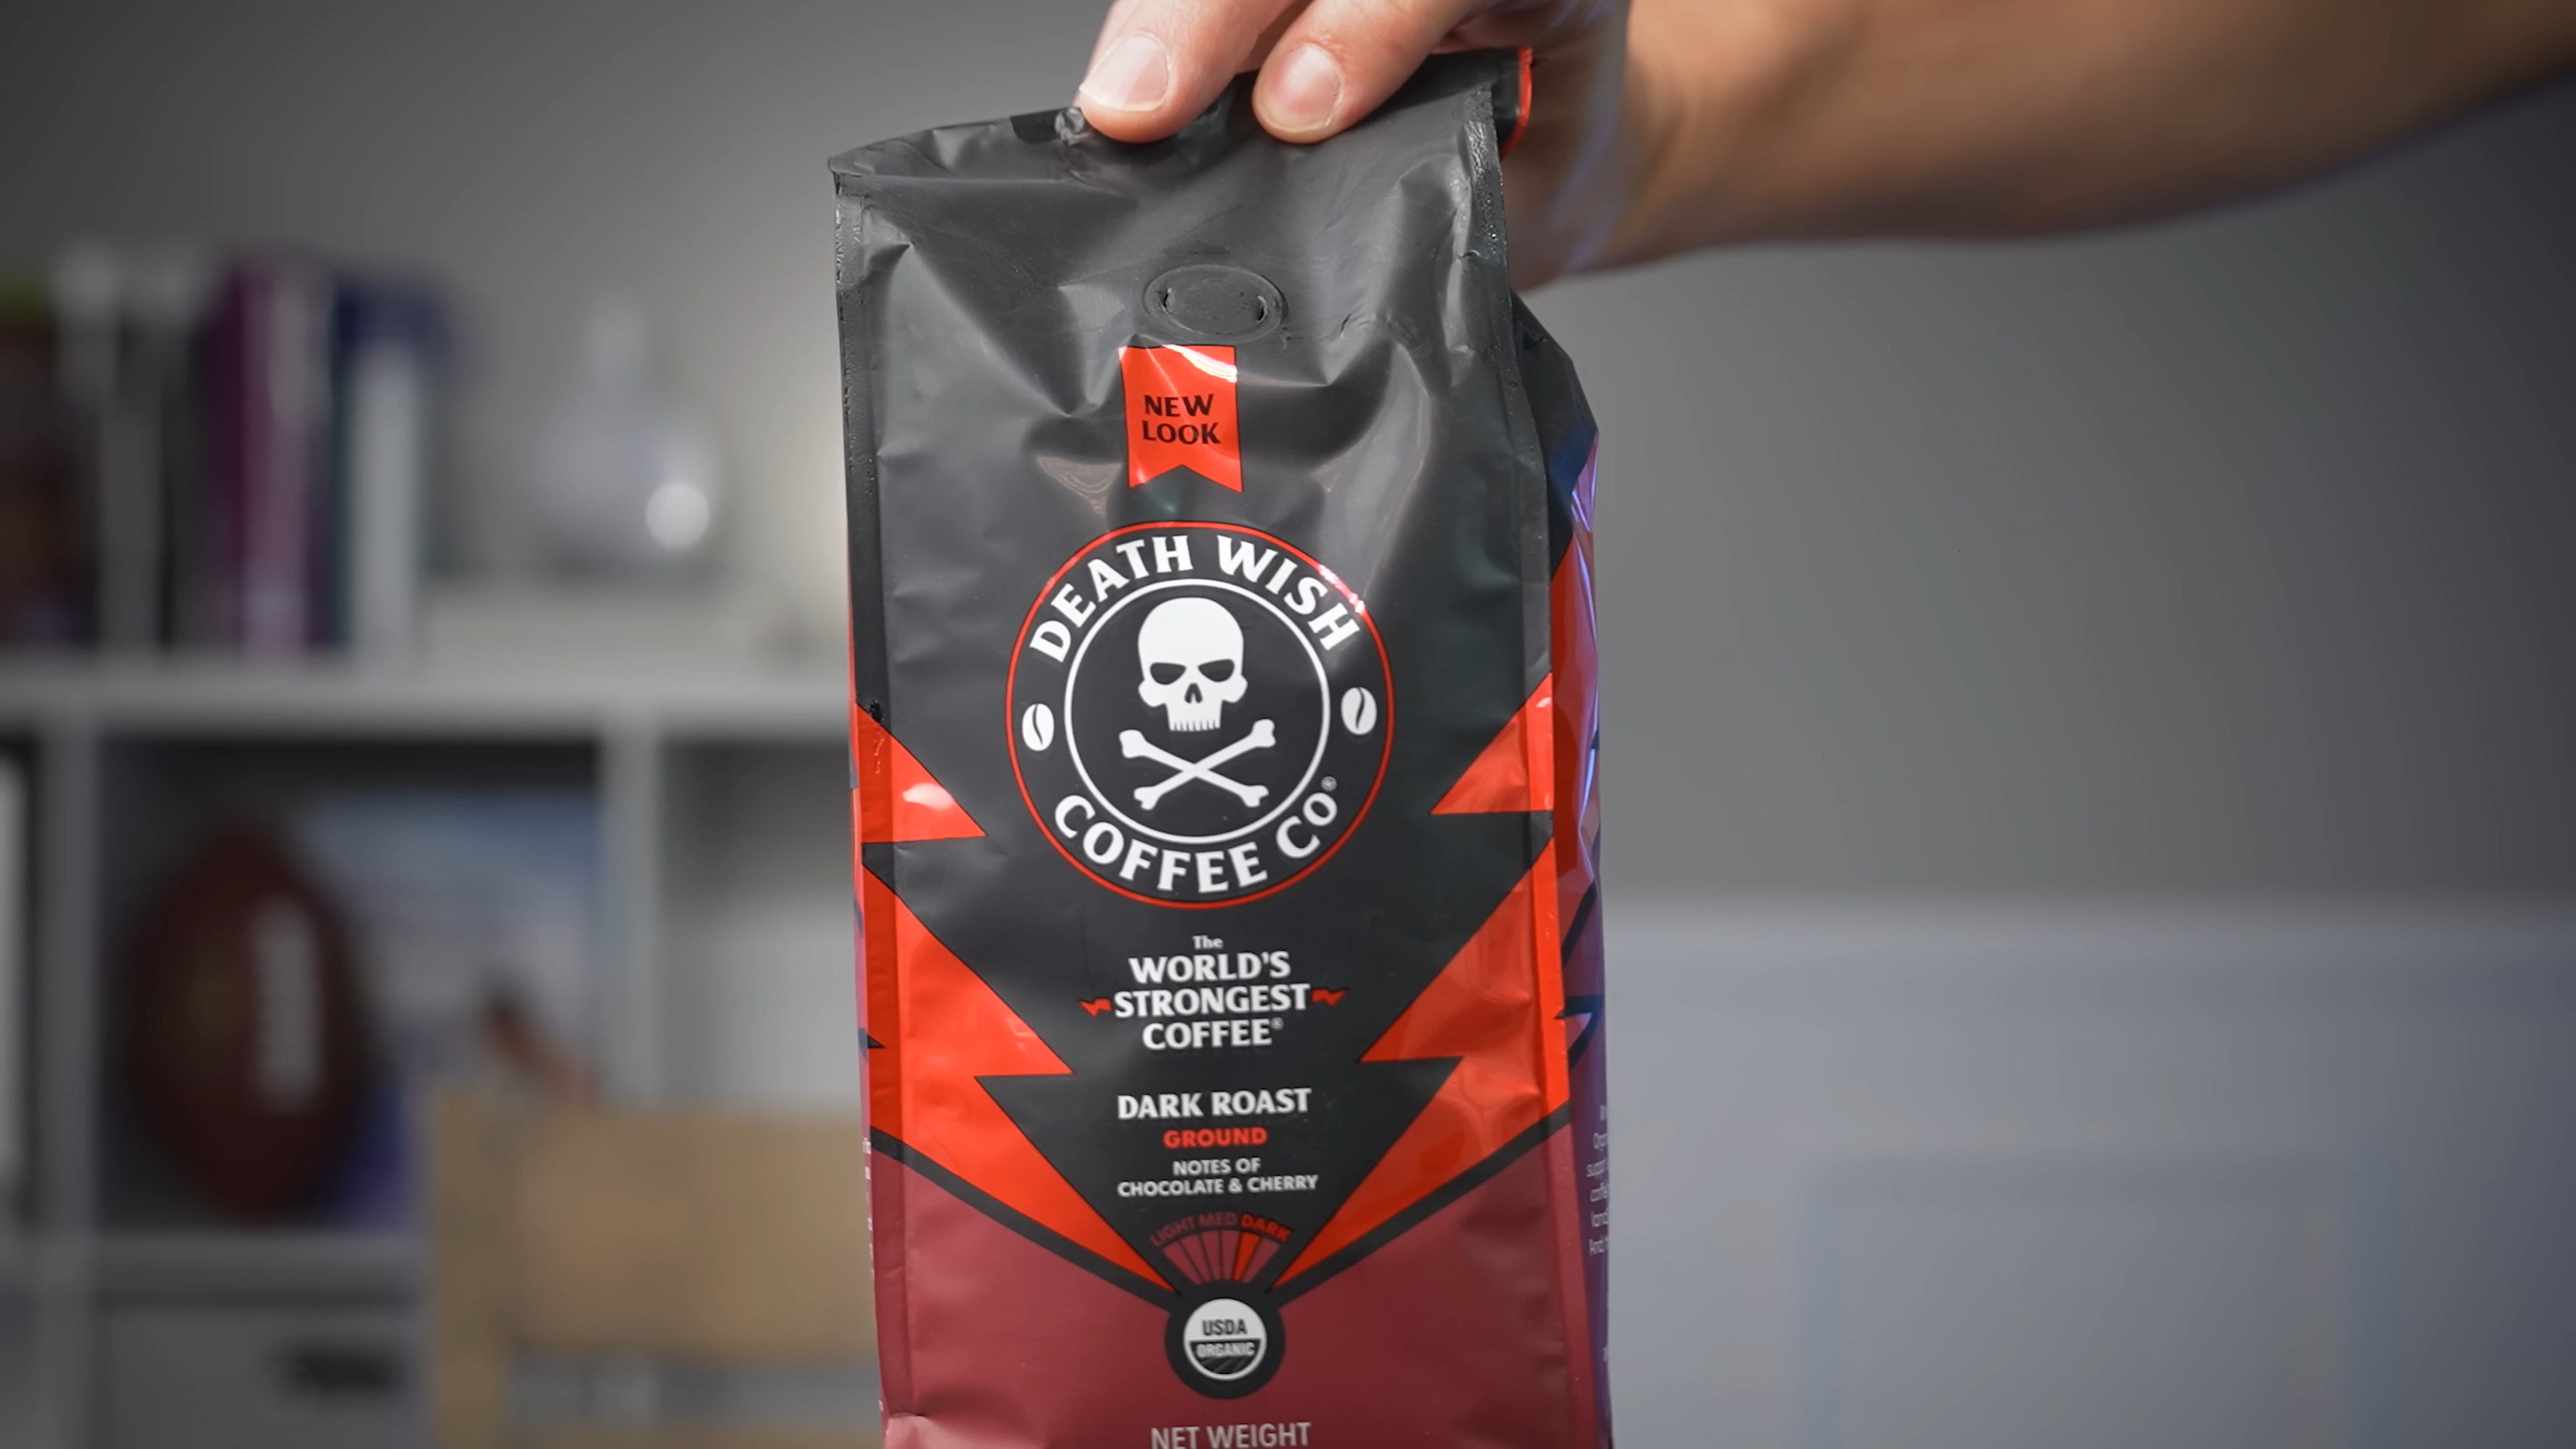 NEW
LOOK
DEATH WISH
COFFEE CO®
The
WORLD'S
STRONGEST
COFFEE®
DARK ROAST
GROUND
NOTES OF
CHOCOLATE & CHERRY
LIGHT MED DARK
USDA
ORGANIC
NET WEIGHT